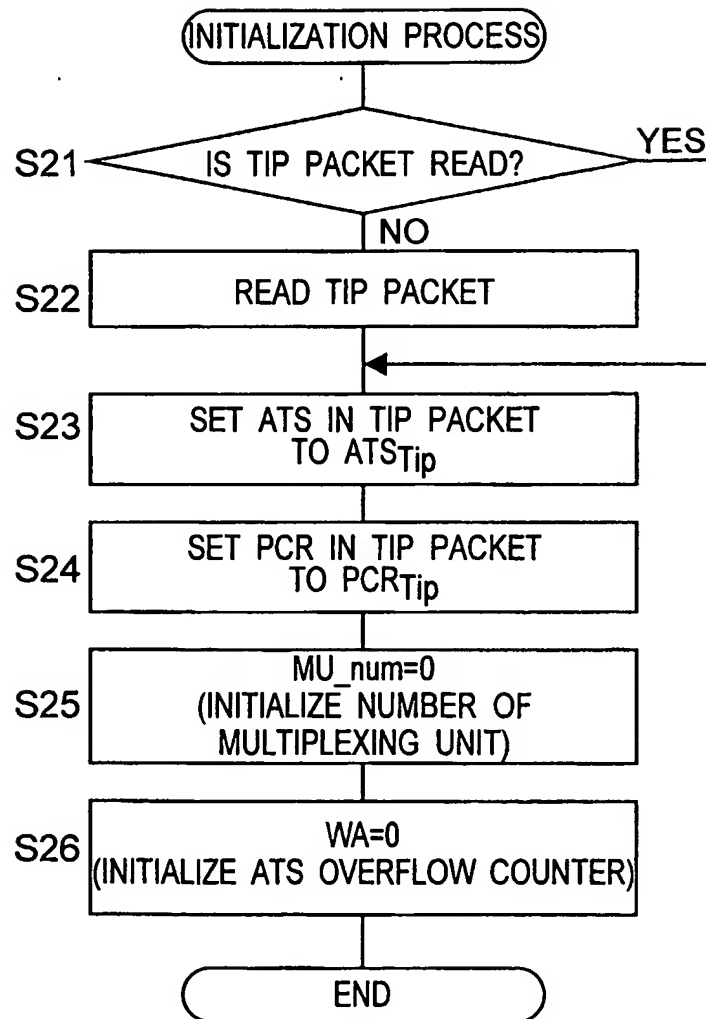 INITIALIZATION PROCESS
S21
IS TIP PACKET READ?
YES
NO
S22
READ TIP PACKET
S23
SET ATS IN TIP PACKET
TO ATSTip
S24
SET PCR IN TIP PACKET
TO PCRTip
S25
MU_num=0
(INITIALIZE NUMBER OF
MULTIPLEXING UNIT)
S26
WA=0
(INITIALIZE ATS OVERFLOW COUNTER)
END